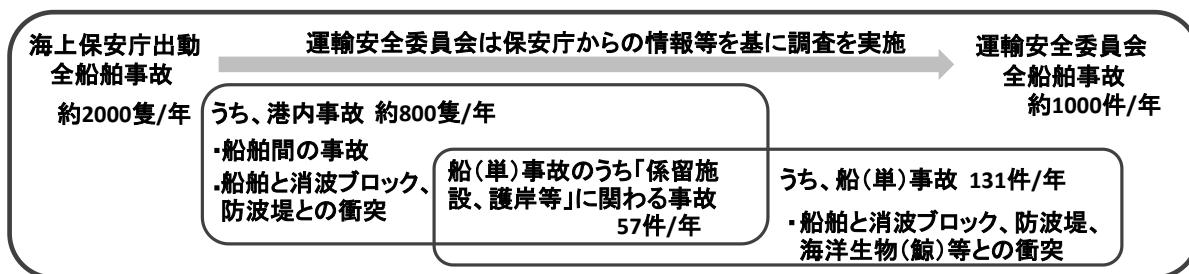 海上保安庁出動
全船舶事故
約2000隻/年
運輸安全委員会は保安庁からの情報等を基に調査を実施
運輸安全委員会
全船舶事故
約1000件/年
うち、港内事故 約800隻/年
・船舶間の事故
・船舶と消波ブロック、
防波堤との衝突
船(単)事故のうち「係留施
設、護岸等」に関わる事故
57件/年
うち、船(単)事故 131件/年
・船舶と消波ブロック、防波堤、
海洋生物(鯨)等との衝突